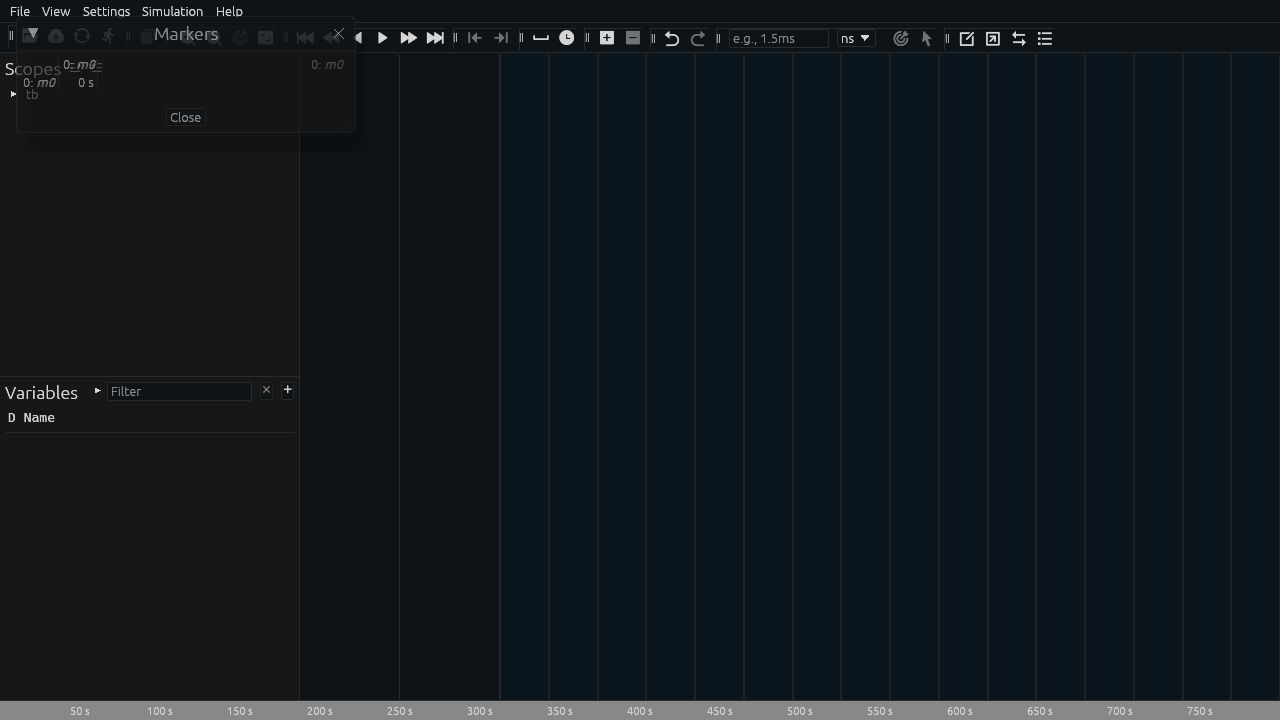 File View Settings Simulation Help
Markers
e.g., 1.5ms ns
Scopes 0: m0 0: m0
0: m0 0 s
tb
Close
Variables Filter
D Name
50 s 100 s 150 s 200 s 250 s 300 s 350 s 400 s 450 s 500 s 550 s 600 s 650 s 700 s 750 s